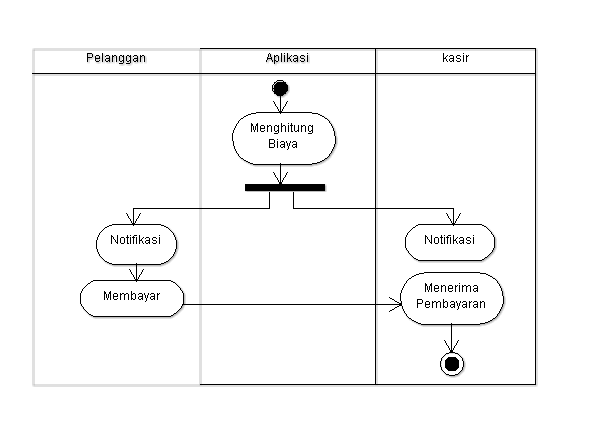 Pelanggan
Aplikasi
kasir
Menghitung
Biaya
Notifikasi
Notifikasi
Membayar
Menerima
Pembayaran